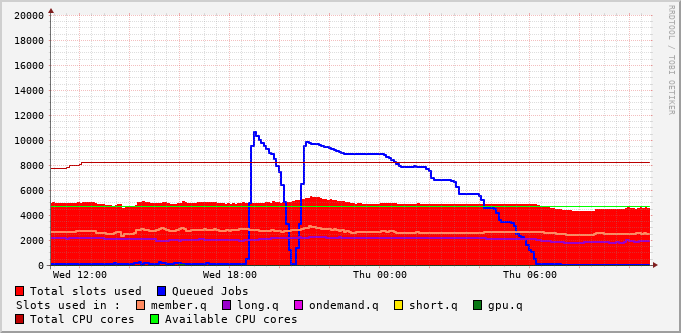 20000
18000
16000
14000
12000
10000
8000
6000
4000
2000
0
Wed 12:00 Wed 18:00 Thu 00:00 Thu 06:00
Total slots used Queued Jobs
Slots used in : member.q long.q ondemand.q short.q gpu.q
Total CPU cores Available CPU cores
RRDTOOL / TOBI OETIKER